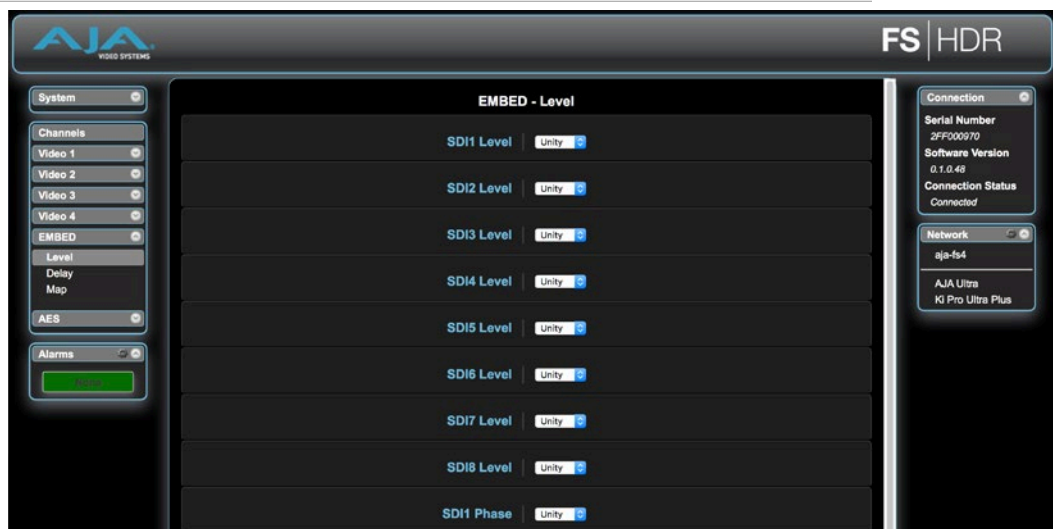 AJA
VIDEO SYSTEMS
FS | HDR
System
Channels
Video 1
Video 2
Video 3
Video 4
EMBED
Level
Delay
Map
AES
Alarms
None
EMBED - Level
SDI1 Level Unity
SDI2 Level Unity
SDI3 Level Unity
SDI4 Level Unity
SDI5 Level Unity
SDI6 Level Unity
SDI7 Level Unity
SDI8 Level Unity
SDI1 Phase Unity
Connection
Serial Number
2FF000970
Software Version
0.1.0.48
Connection Status
Connected
Network
aja-fs4
AJA Ultra
Ki Pro Ultra Plus